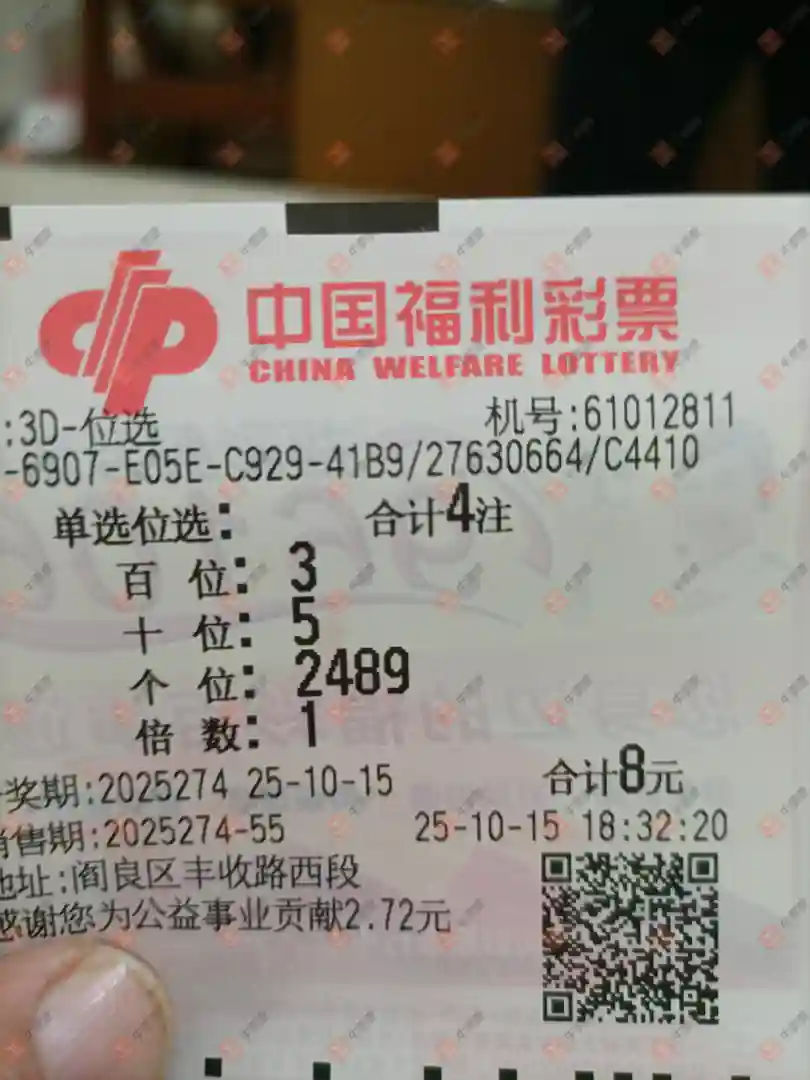 中国福利彩票
CHINA WELFARE LOTTERY
:3D-位选 机号:61012811
-6907-E05E-C929-41B9/27630664/C4410
单选位选: 合计4注
百 位: 3
十 位: 5
个 位: 2489
倍 数: 1
奖期:2025274 25-10-15 合计8元
销售期:2025274-55 25-10-15 18:32:20
地址:阎良区丰收路西段
感谢您为公益事业贡献2.72元